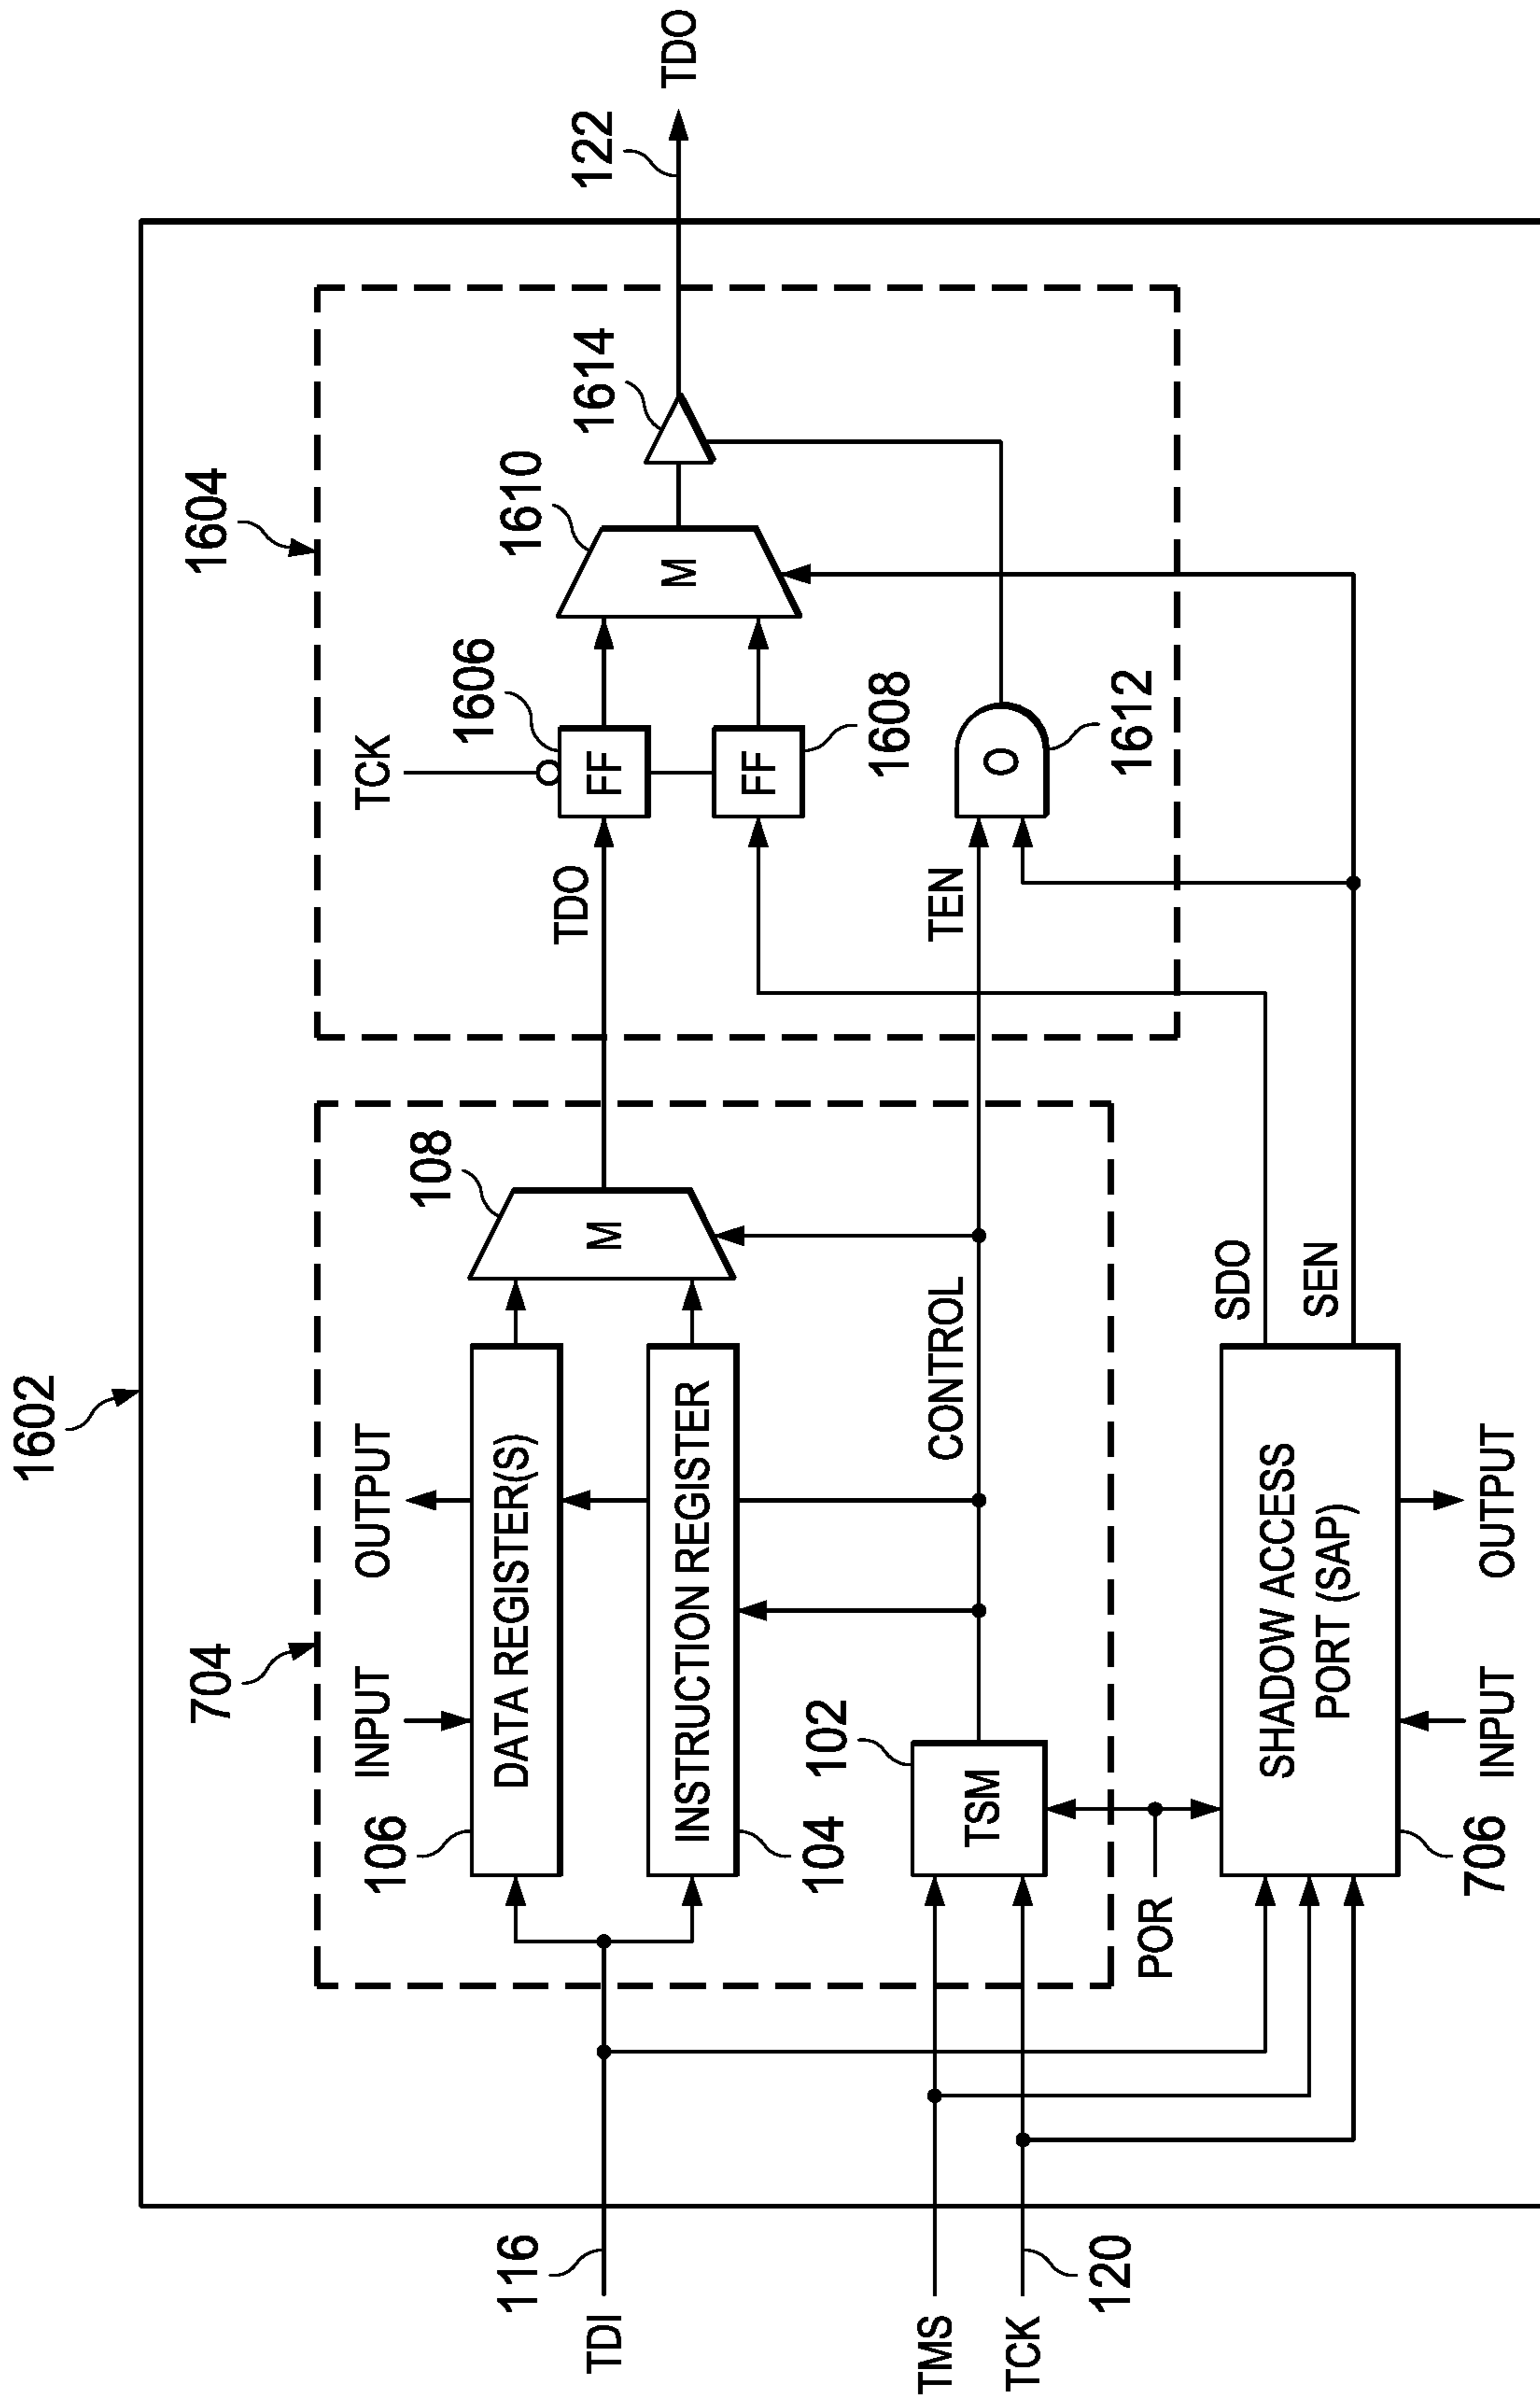 1602
704
1604
INPUT
OUTPUT
TCK
106
108
1606
1610
1614
122
DATA REGISTER(S)
116
TDI
TDO
FF
M
TDO
M
INSTRUCTION REGISTER
FF
104
102
1608
CONTROL
TEN
TMS
TSM
O
TCK
120
1612
POR
SDO
SHADOW ACCESS
PORT (SAP)
SEN
706
INPUT
OUTPUT